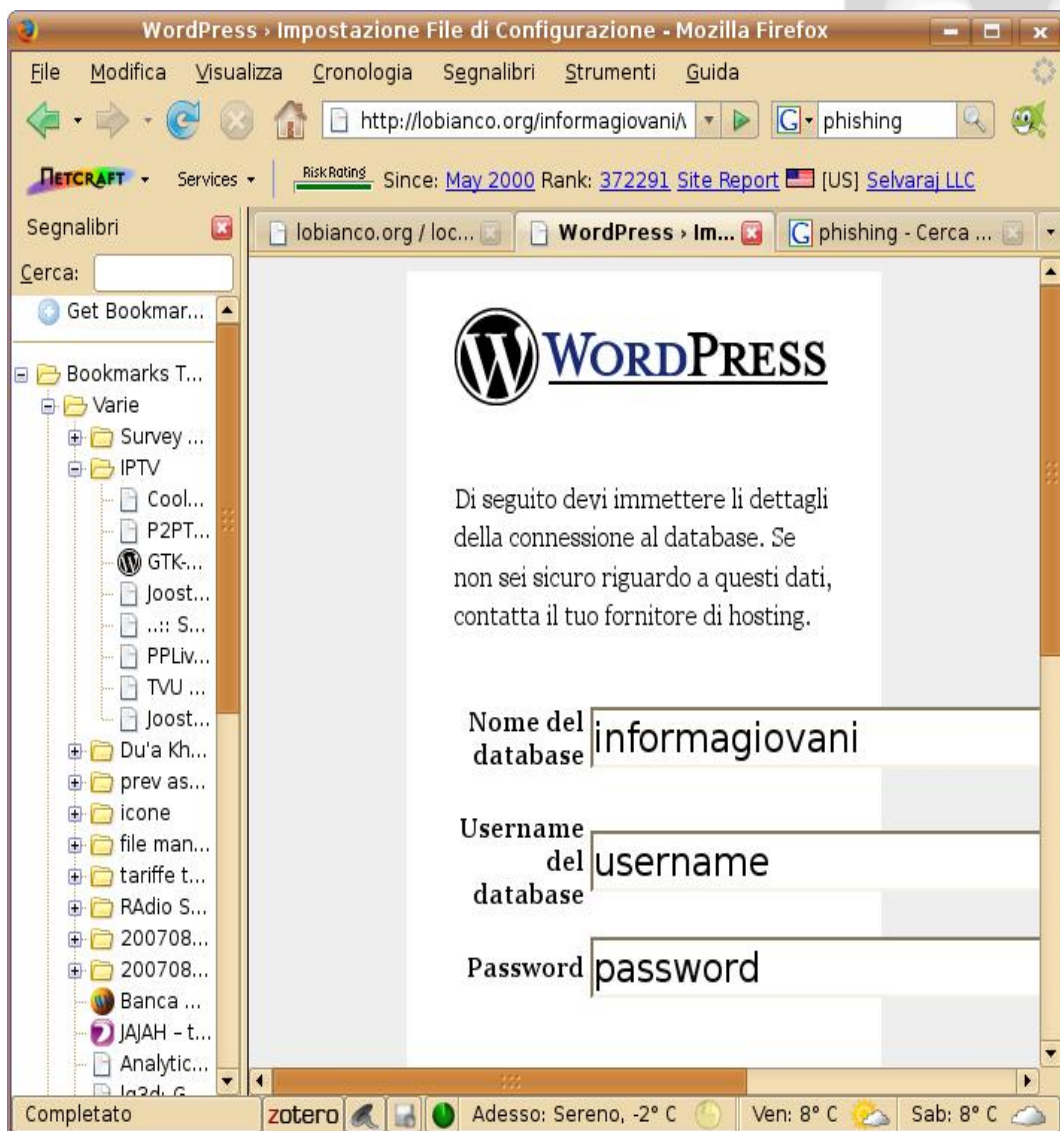 WordPress › Impostazione File di Configurazione - Mozilla Firefox
File Modifica Visualizza Cronologia Segnalibri Strumenti Guida
http://lobianco.org/informagiovani/ G phishing
NETCRAFT Services Risk Rating Since: May 2000 Rank: 372291 Site Report [US] Selvaraj LLC
Segnalibri
lobianco.org / loc... WordPress › Im... G phishing - Cerca ...
Cerca:
Get Bookmar...
Bookmarks T...
Varie
Survey ...
IPTV
Cool...
P2PT...
GTK-...
Joost...
..:: S...
PPLiv...
TVU ...
Joost...
Du'a Kh...
prev as...
icone
file man...
tariffe t...
RAdio S...
200708...
200708...
Banca ...
JAJAH – t...
Analytic...
WORDPRESS
Di seguito devi immettere li dettagli
della connessione al database. Se
non sei sicuro riguardo a questi dati,
contatta il tuo fornitore di hosting.
Nome del
database
informagiovani
Username
del
database
username
Password
password
Completato zotero Adesso: Sereno, -2° C Ven: 8° C Sab: 8° C